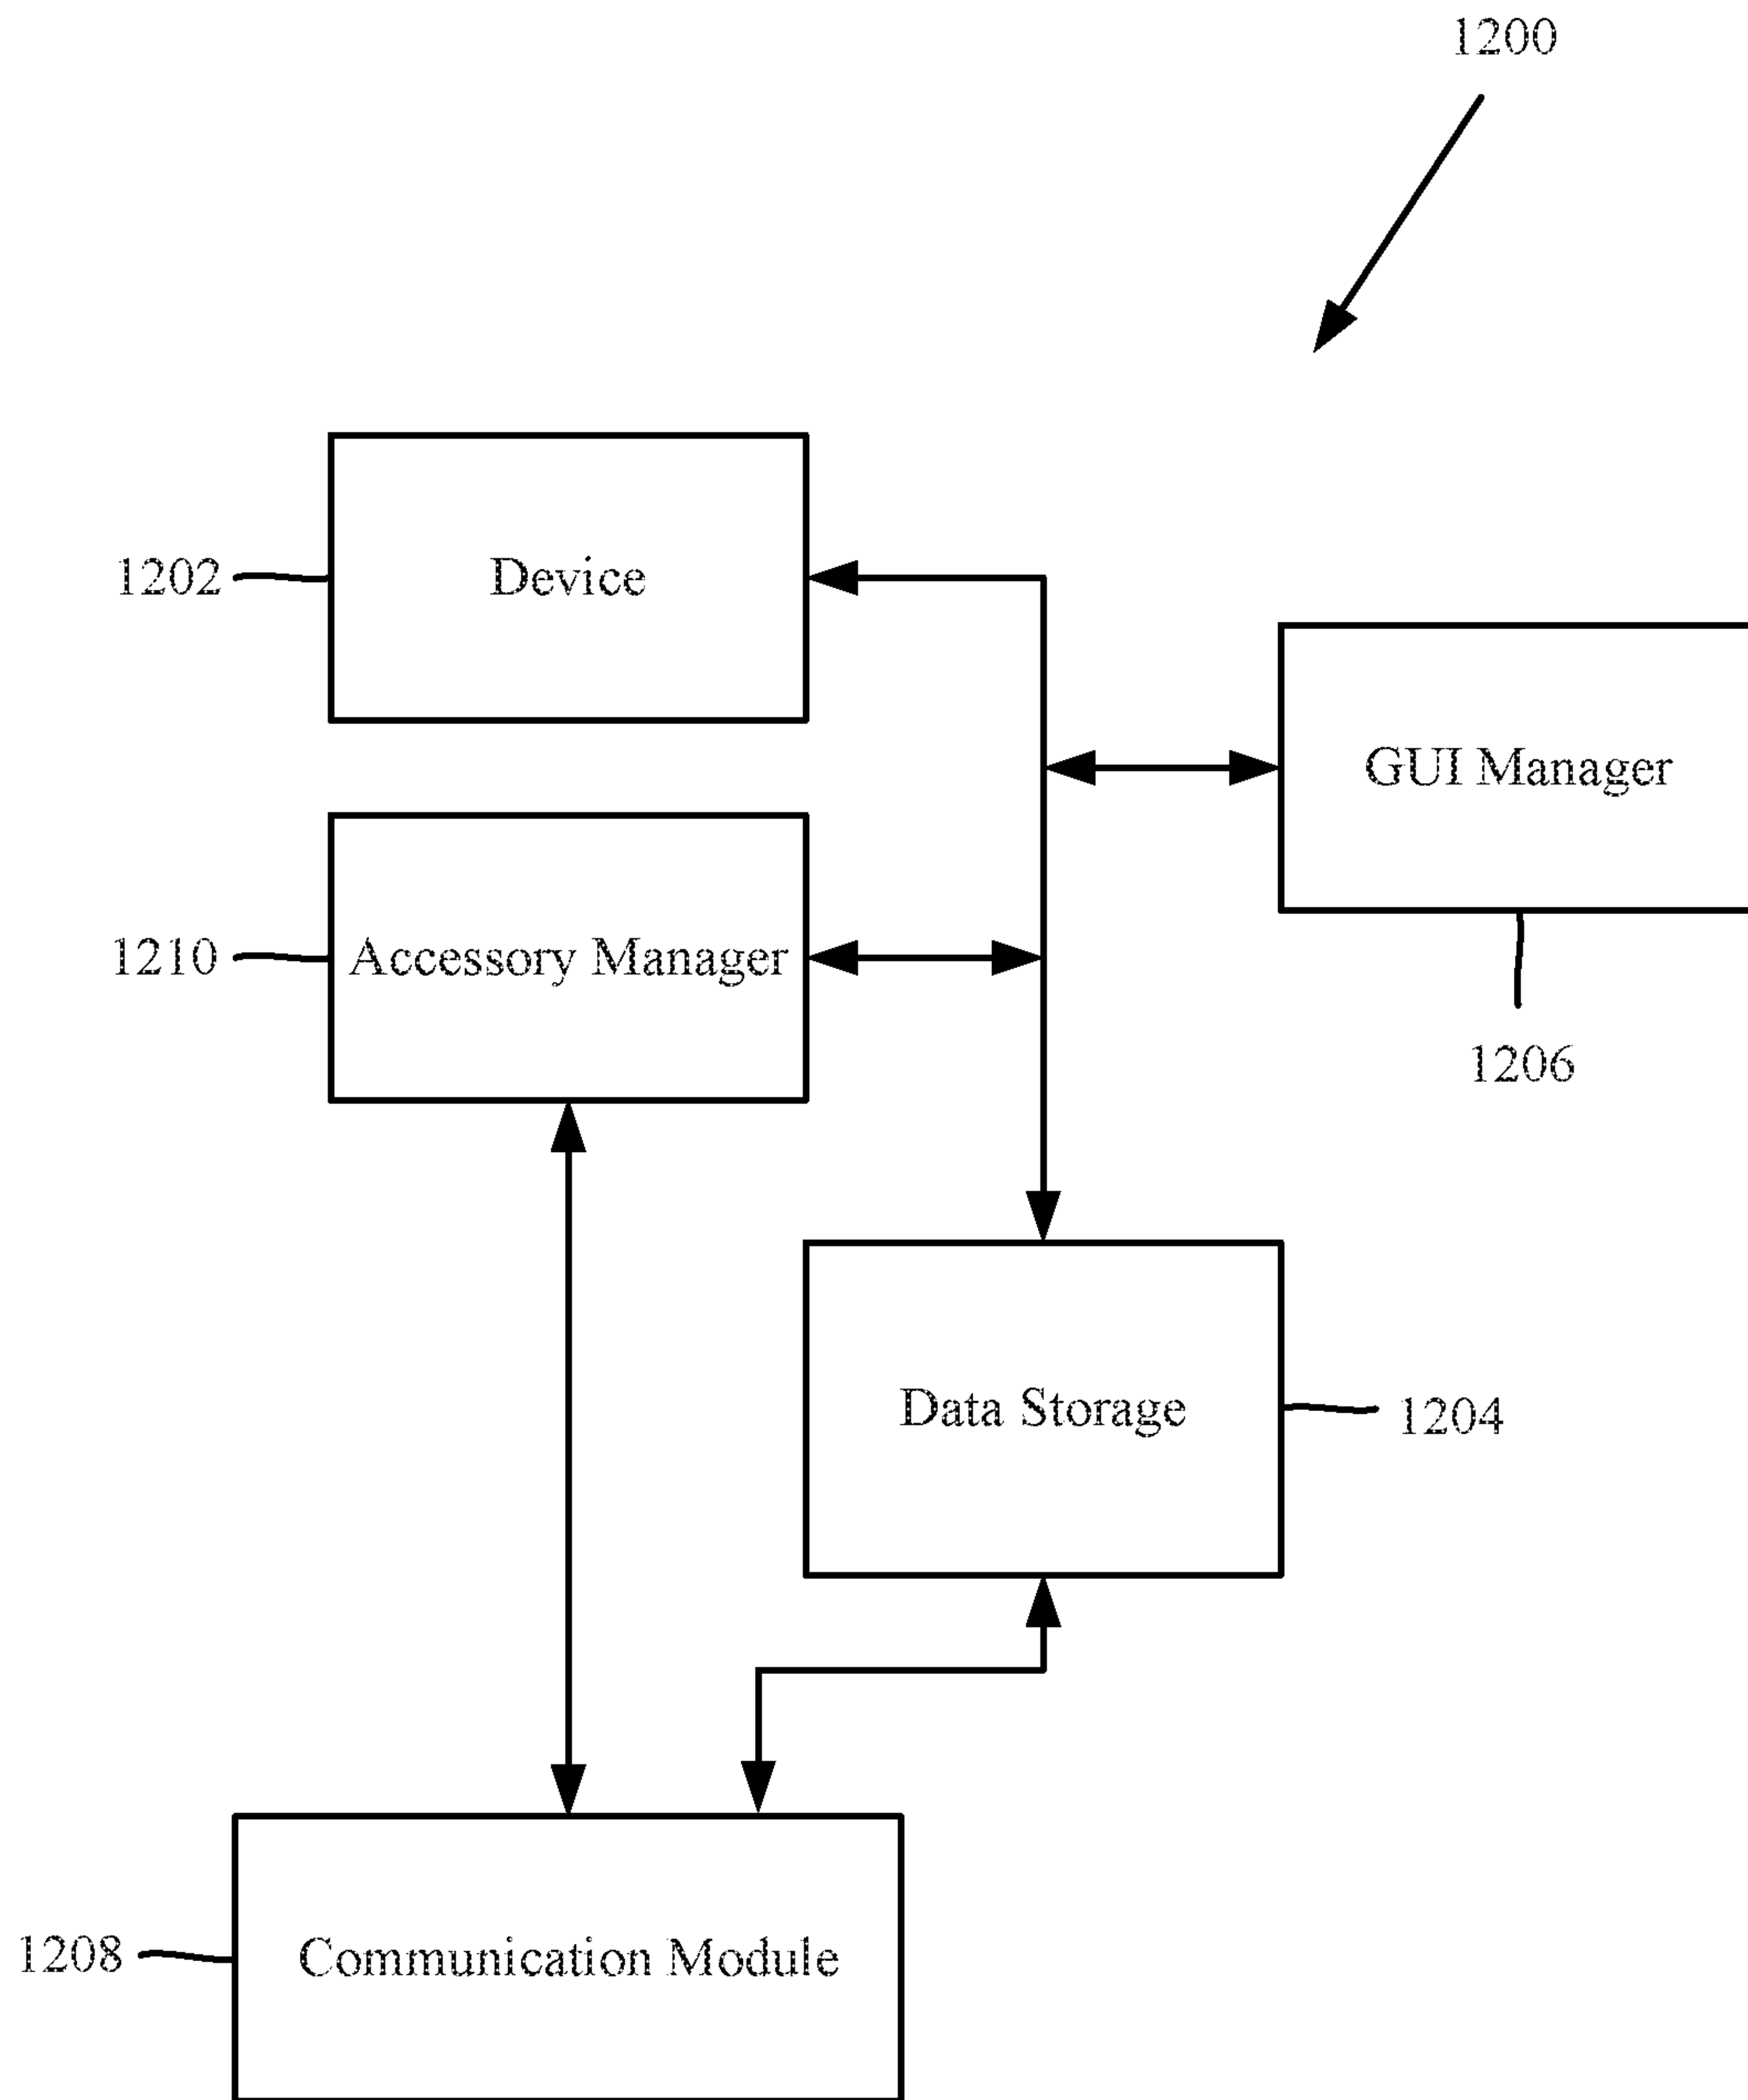 1200
1202
Device
GUI Manager
1210
Accessory Manager
1206
Data Storage
1204
1208
Communication Module